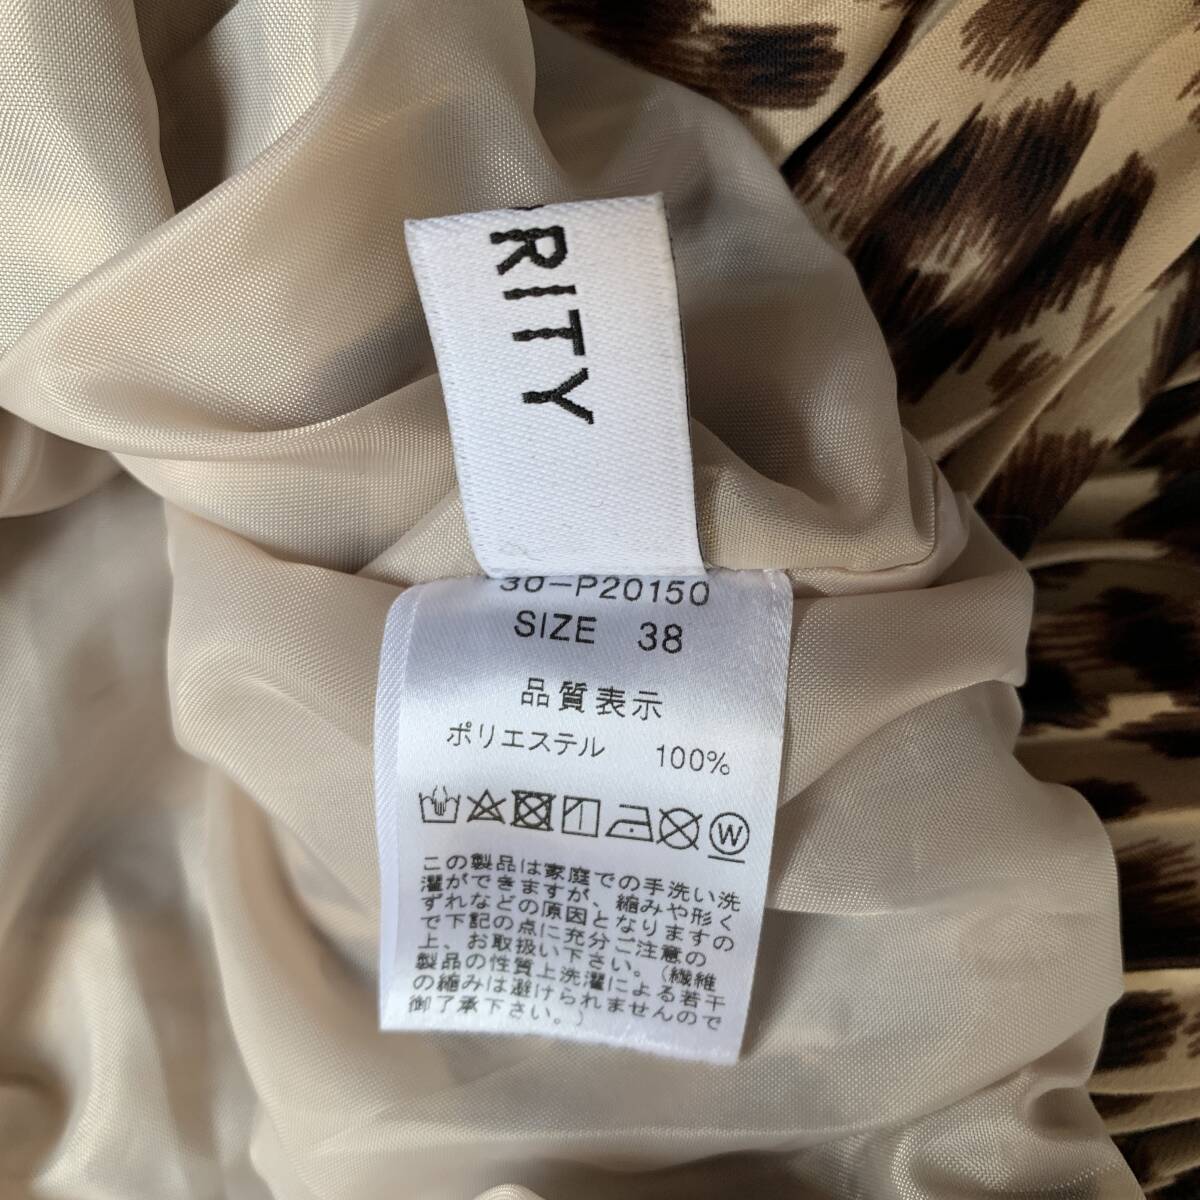 RITY
30-P20150
SIZE 38
品質表示
ポリエステル 100%
W
この製品は家庭での手洗い洗
濯ができますが、縮みや形く
ずれなどの原因となりますの
で下記の点に充分ご注意の
上、お取扱い下さい。(繊維
製品の性質上洗濯による若干
の縮みは避けられませんので
御了承下さい。)